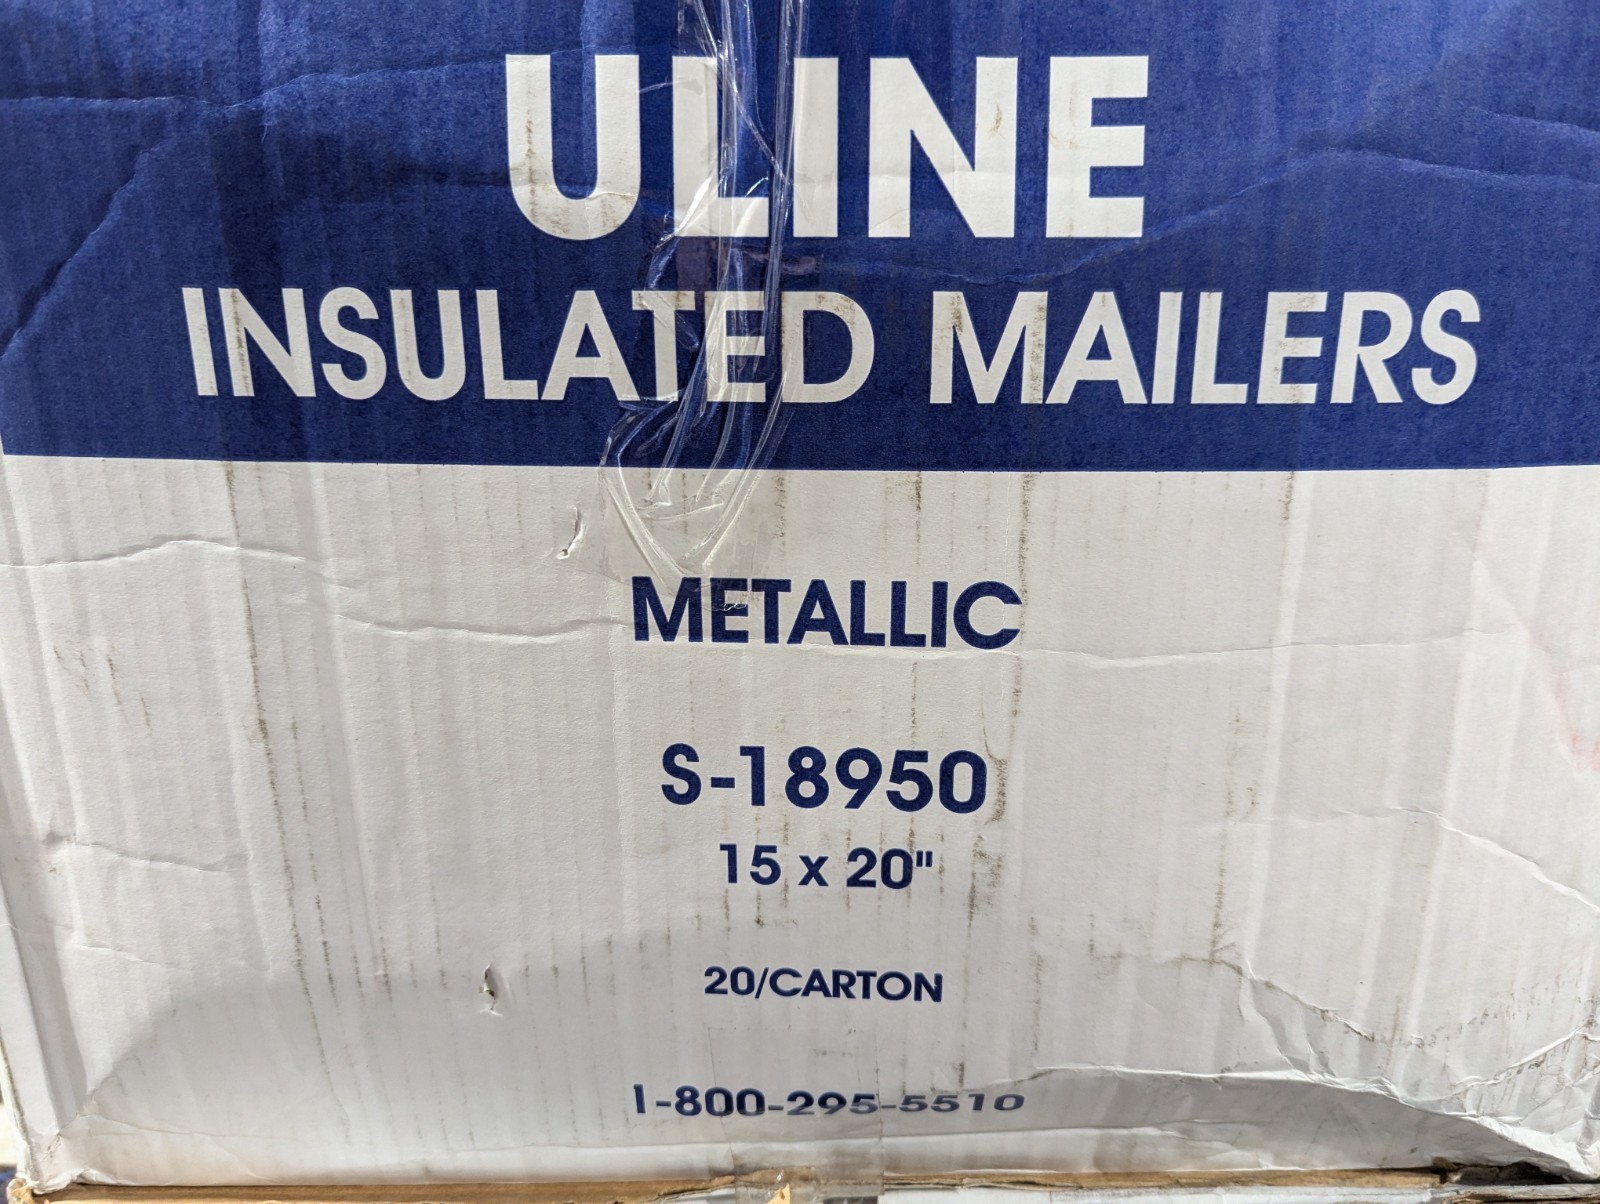 ULINE
INSULATED MAILERS
METALLIC
S-18950
15 x 20"
20/CARTON
1-800-295-5510